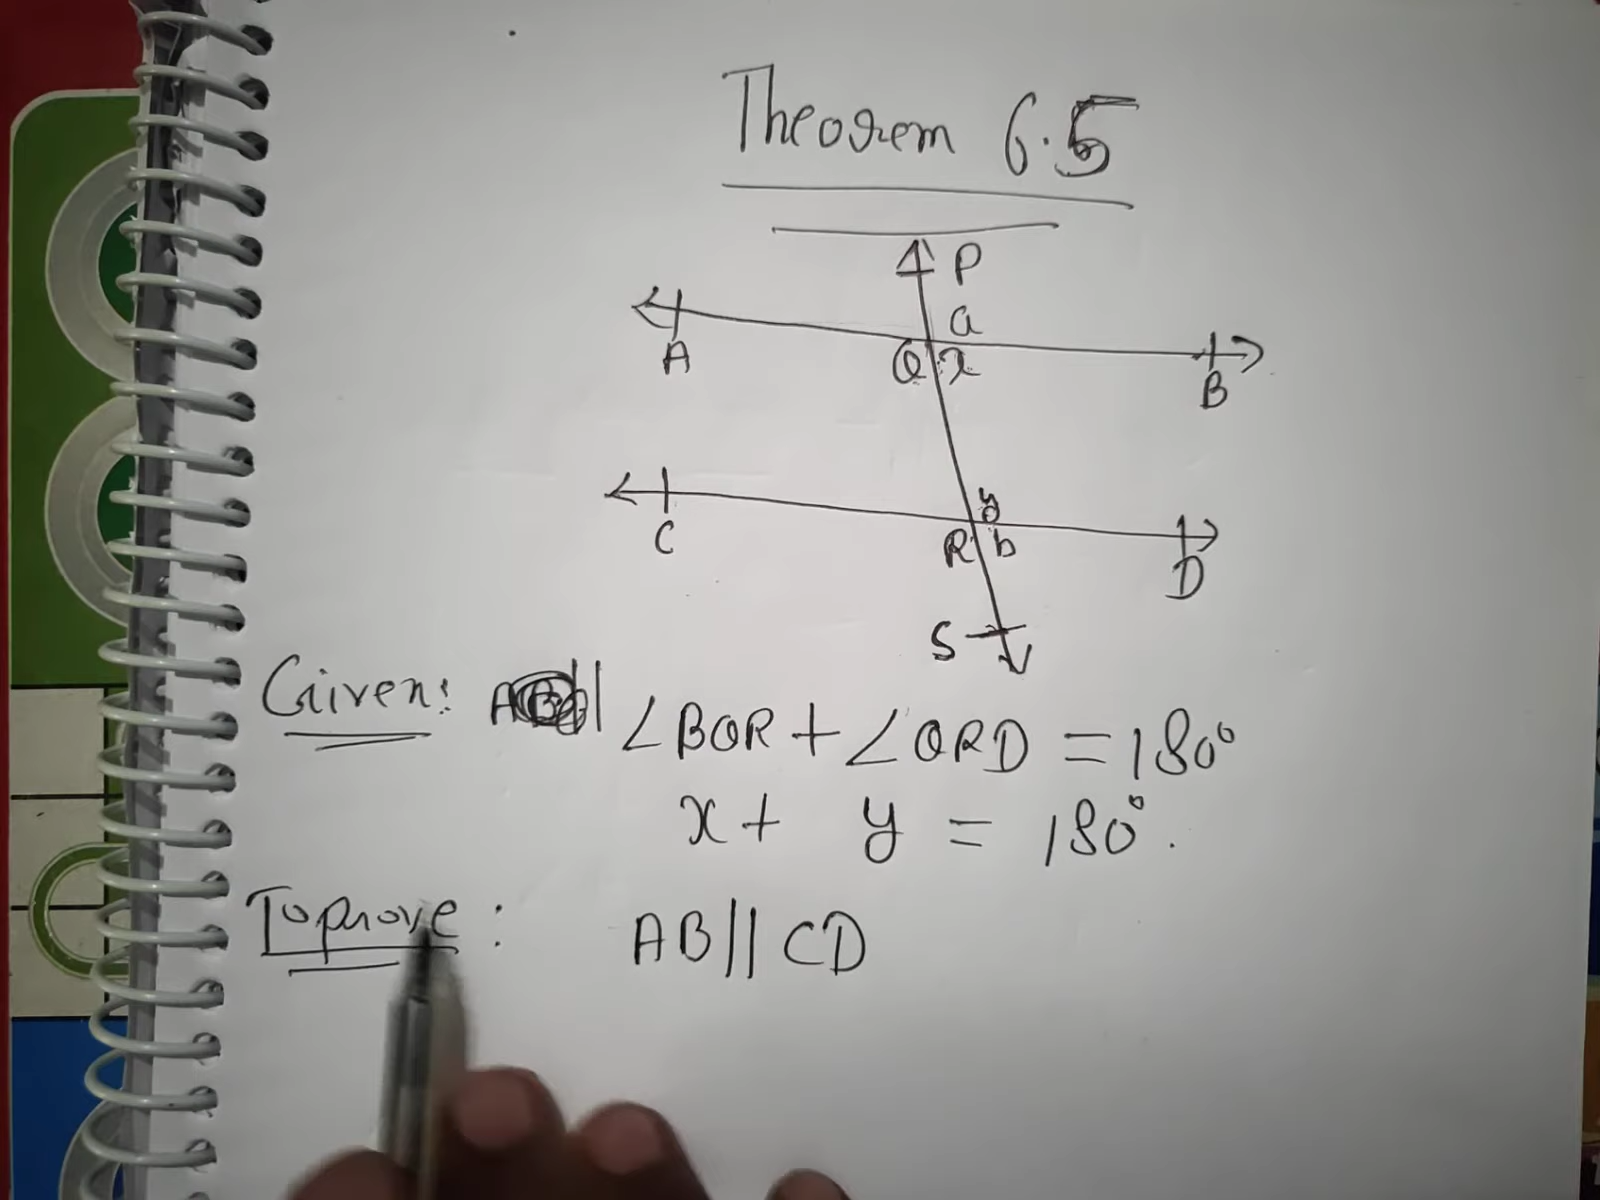 Theorem 6.5
P
a
A
Q x
B
y
C
R b
D
S
Given: ∠BQR + ∠QRD = 180°
x + y = 180°.
To prove : AB || CD